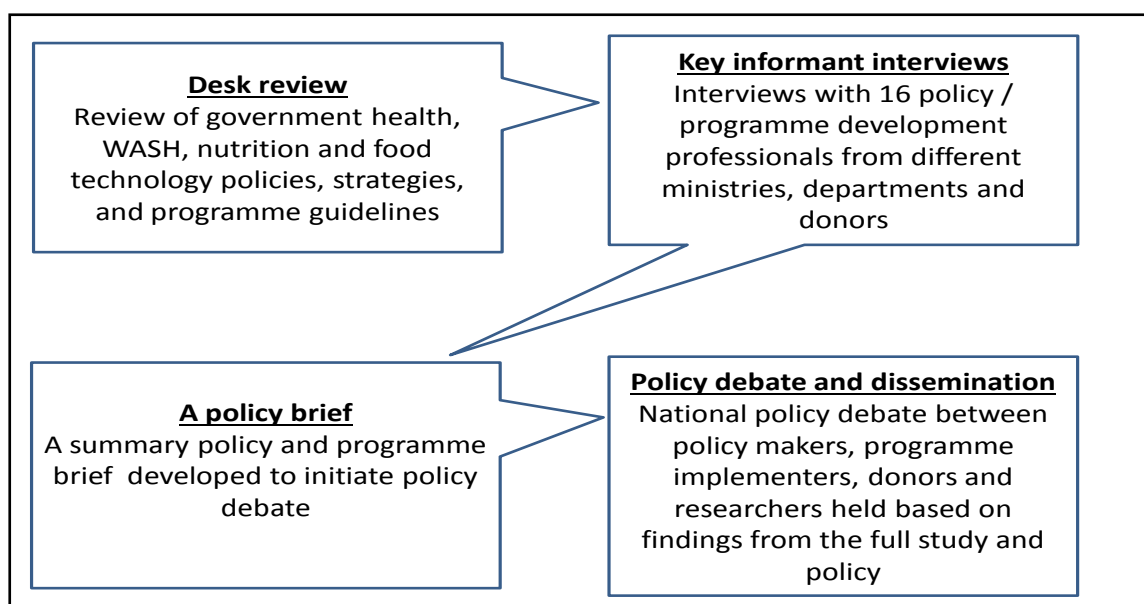 Desk review
Review of government health,
WASH, nutrition and food
technology policies, strategies,
and programme guidelines
Key informant interviews
Interviews with 16 policy /
programme development
professionals from different
ministries, departments and
donors
A policy brief
A summary policy and programme
brief developed to initiate policy
debate
Policy debate and dissemination
National policy debate between
policy makers, programme
implementers, donors and
researchers held based on
findings from the full study and
policy